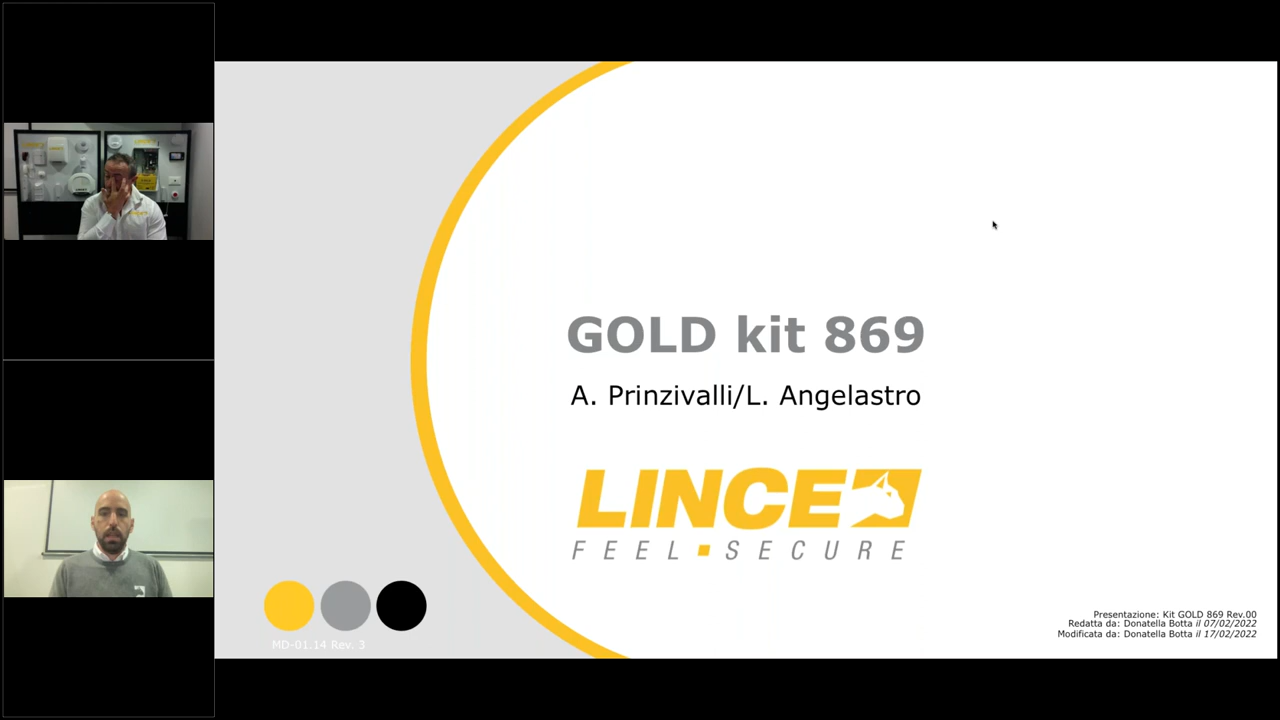 GOLD kit 869
A. Prinzivalli/L. Angelastro
LINCE
FEEL▪SECURE
Presentazione: Kit GOLD 869 Rev.00
Redatta da: Donatella Botta il 07/02/2022
Modificata da: Donatella Botta il 17/02/2022
MD-01.14 Rev. 3